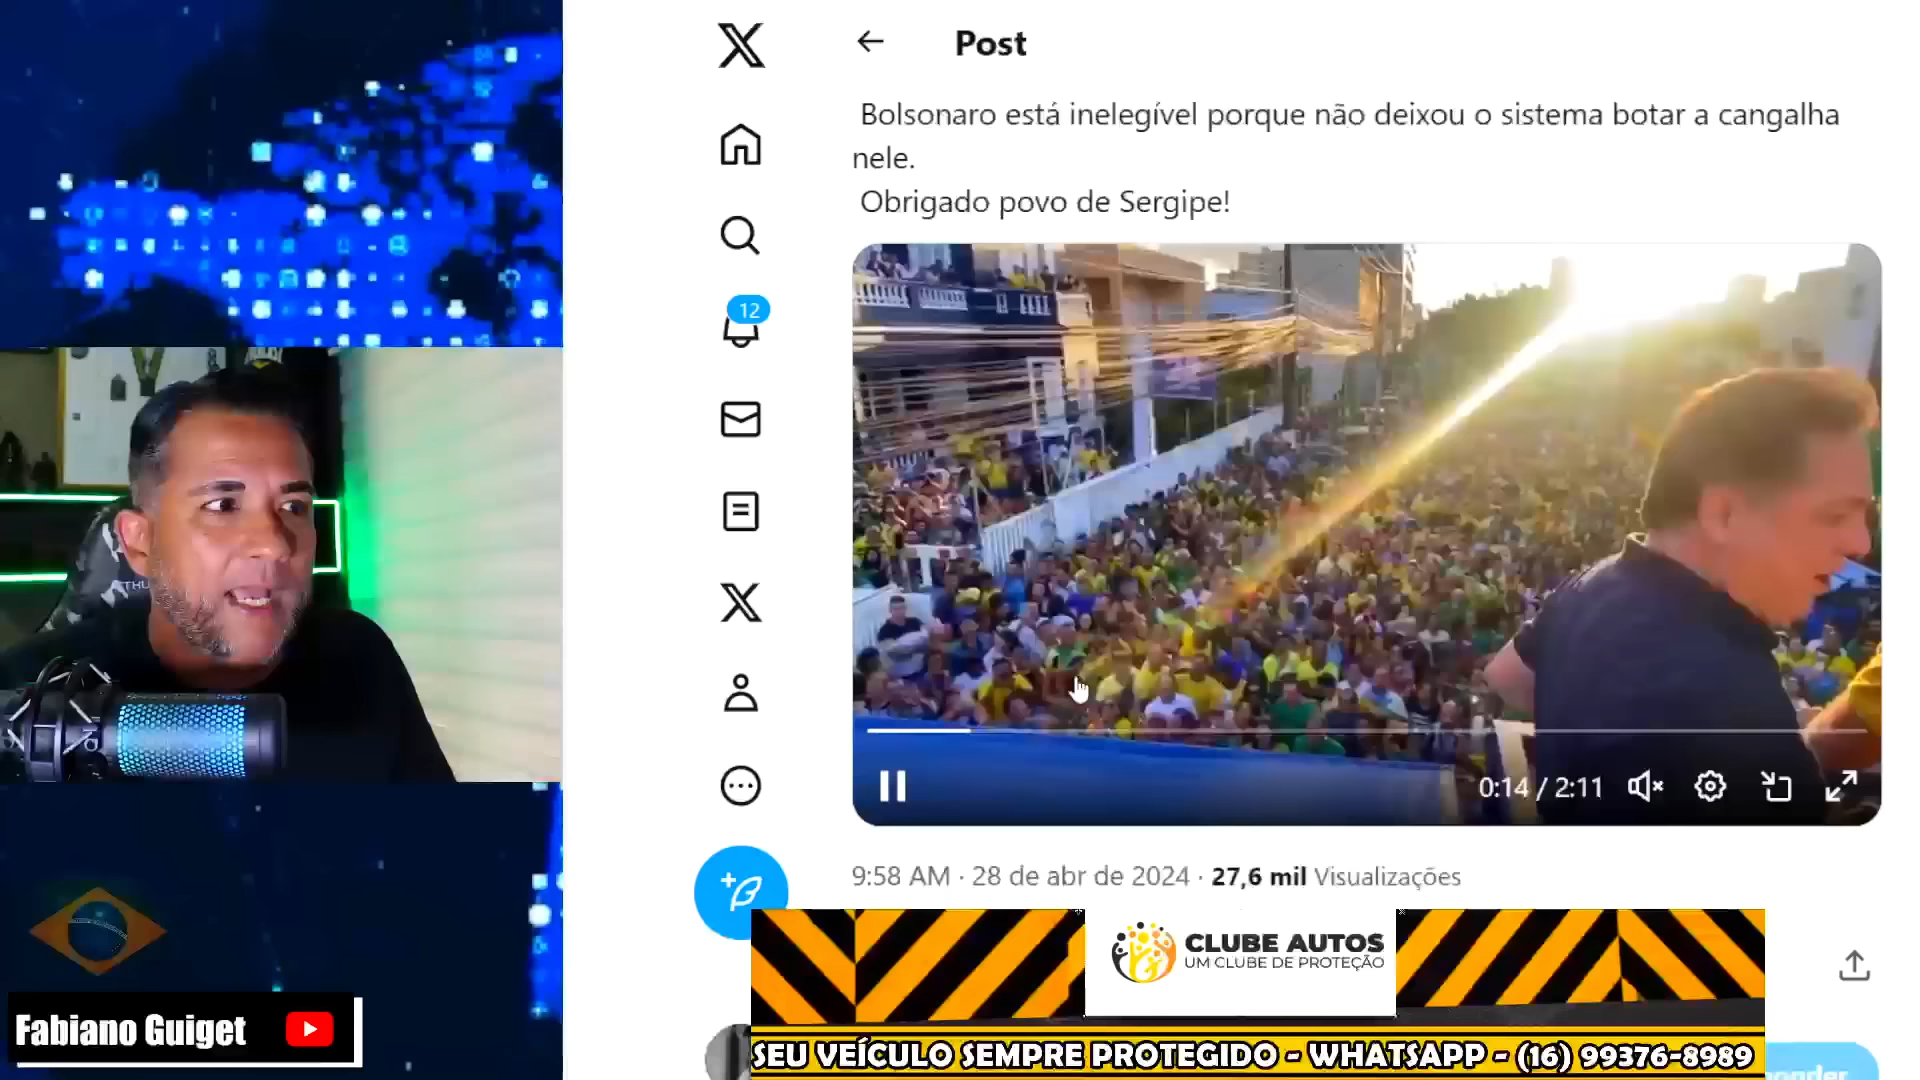 Post
Bolsonaro está inelegível porque não deixou o sistema botar a cangalha
nele.
Obrigado povo de Sergipe!
12
0:14 / 2:11
9:58 AM · 28 de abr de 2024 · 27,6 mil Visualizações
CLUBE AUTOS
UM CLUBE DE PROTEÇÃO
Fabiano Guiget
SEU VEÍCULO SEMPRE PROTEGIDO - WHATSAPP - (16) 99376-8989